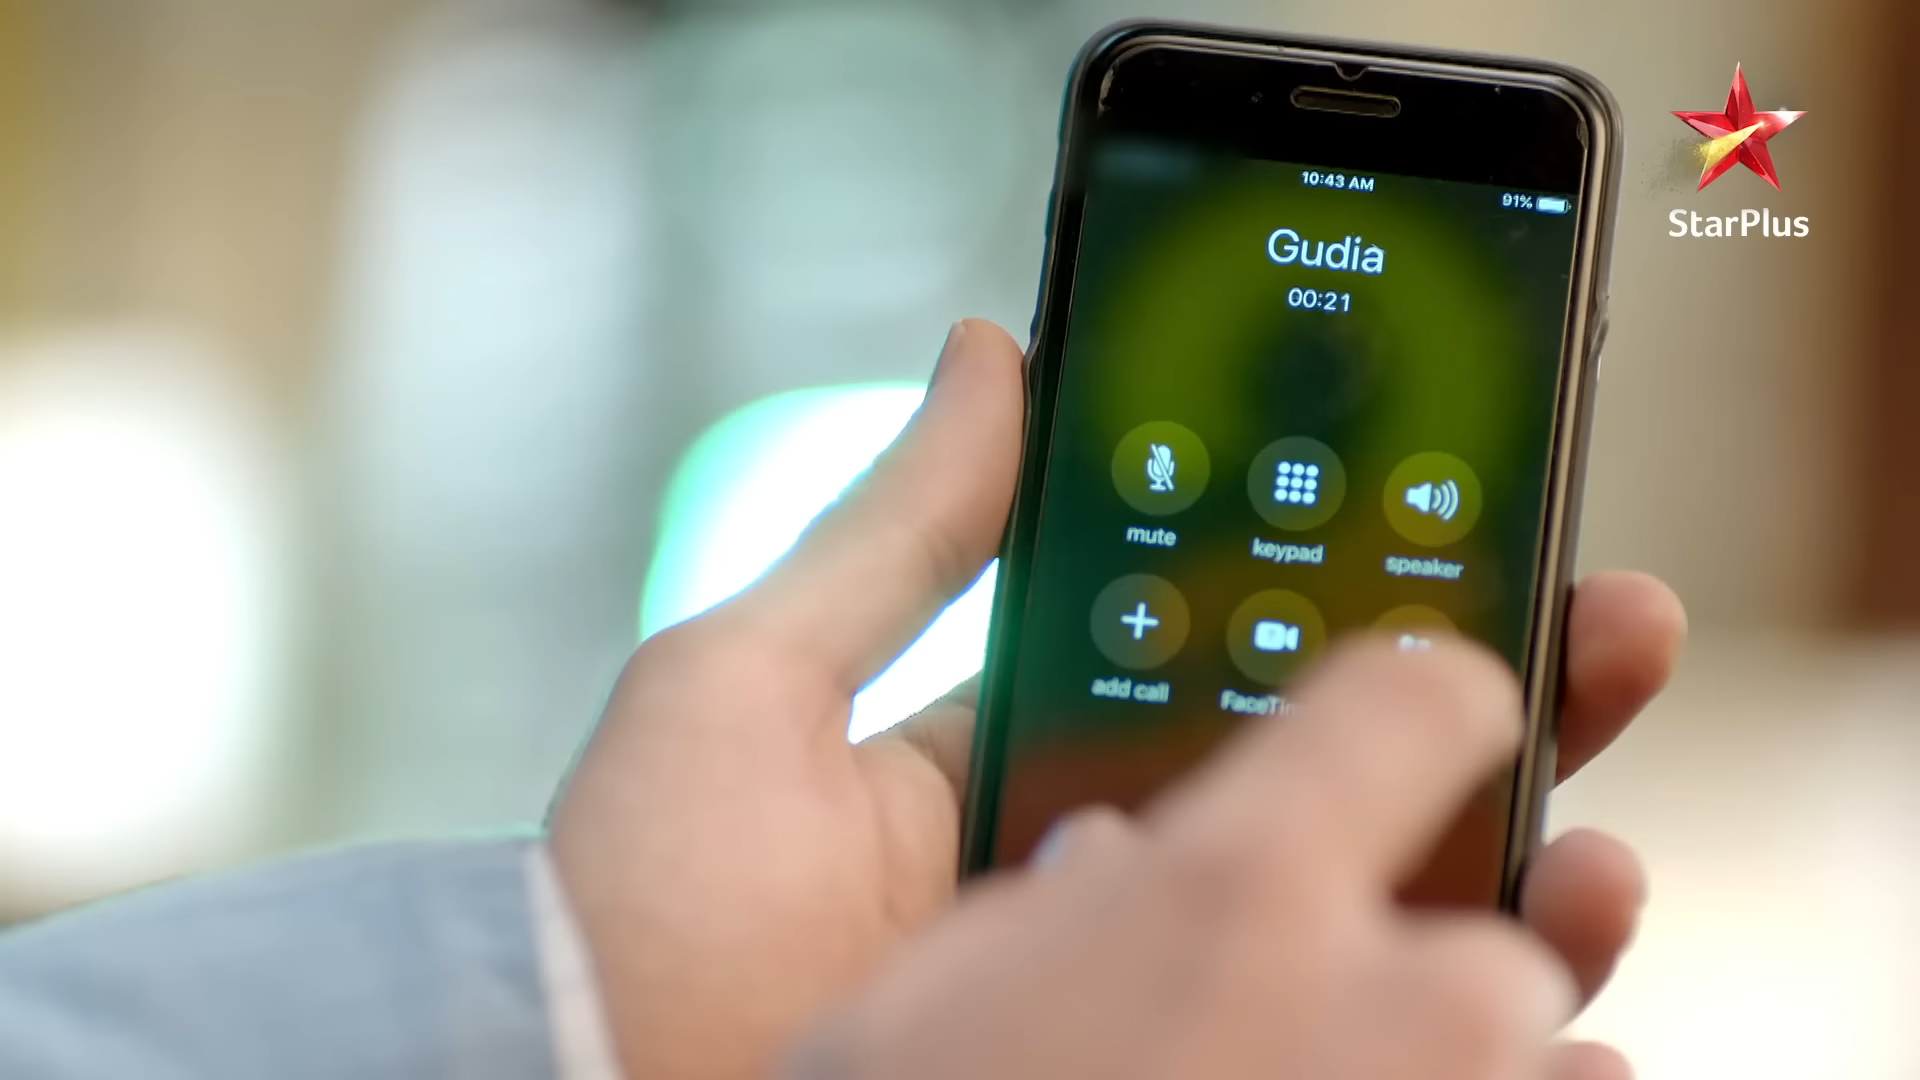 10:43 AM
91%
StarPlus
Gudia
00:21
mute
keypad
speaker
add call